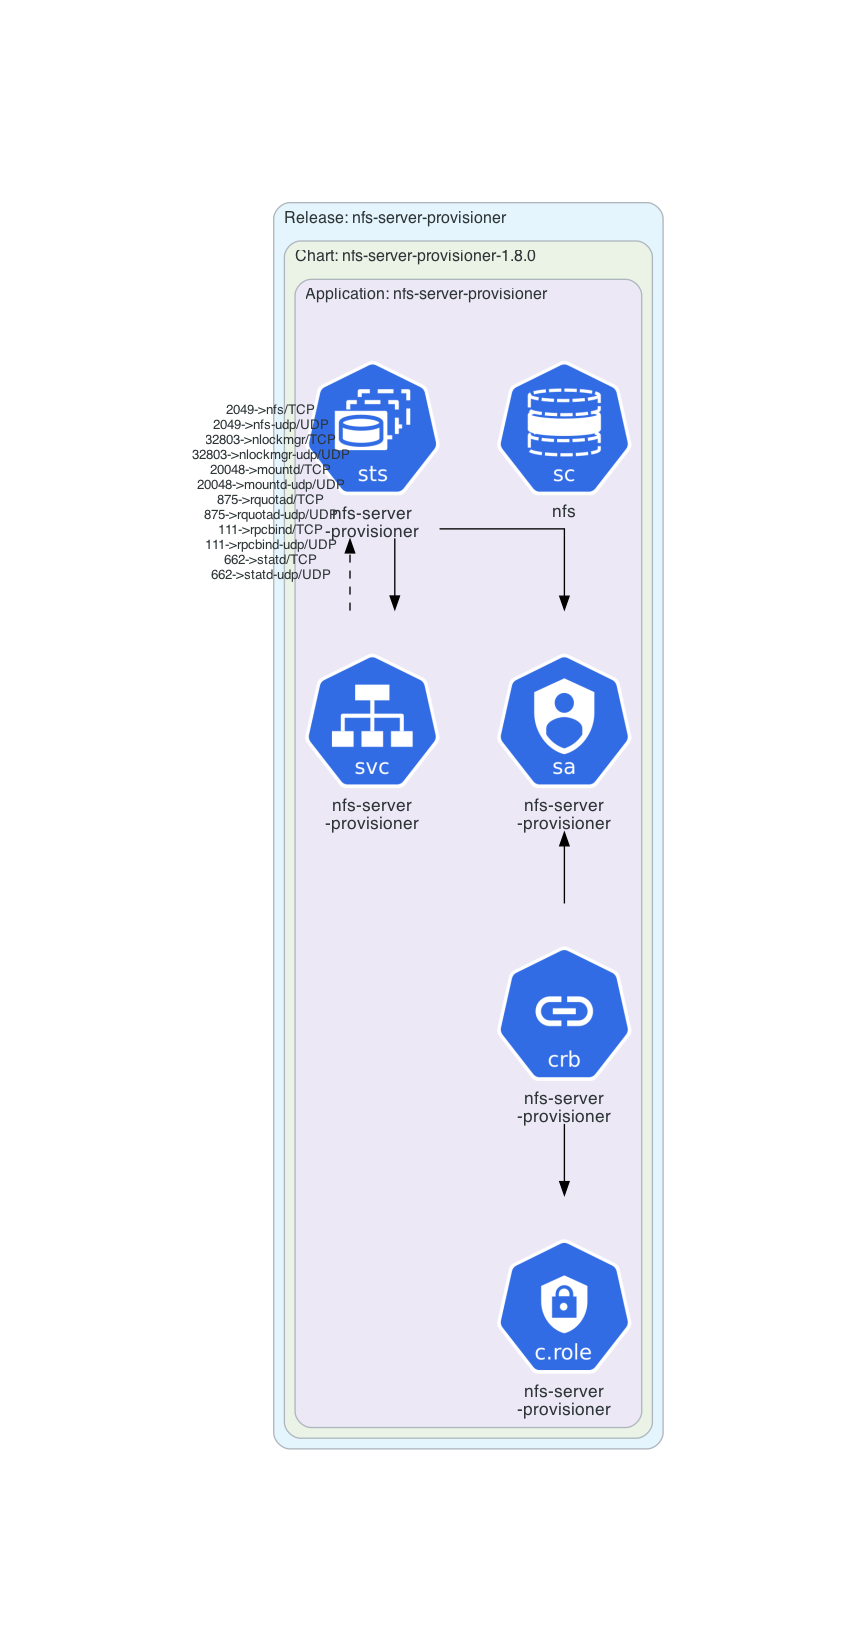 Release: nfs-server-provisioner
Chart: nfs-server-provisioner-1.8.0
Application: nfs-server-provisioner
2049->nfs/TCP
2049->nfs-udp/UDP
32803->nlockmgr/TCP
32803->nlockmgr-udp/UDP
20048->mountd/TCP
20048->mountd-udp/UDP
875->rquotad/TCP
875->rquotad-udp/UDP
111->rpcbind/TCP
111->rpcbind-udp/UDP
662->statd/TCP
662->statd-udp/UDP
sts
nfs-server
-provisioner
sc
nfs
svc
nfs-server
-provisioner
sa
nfs-server
-provisioner
crb
nfs-server
-provisioner
c.role
nfs-server
-provisioner